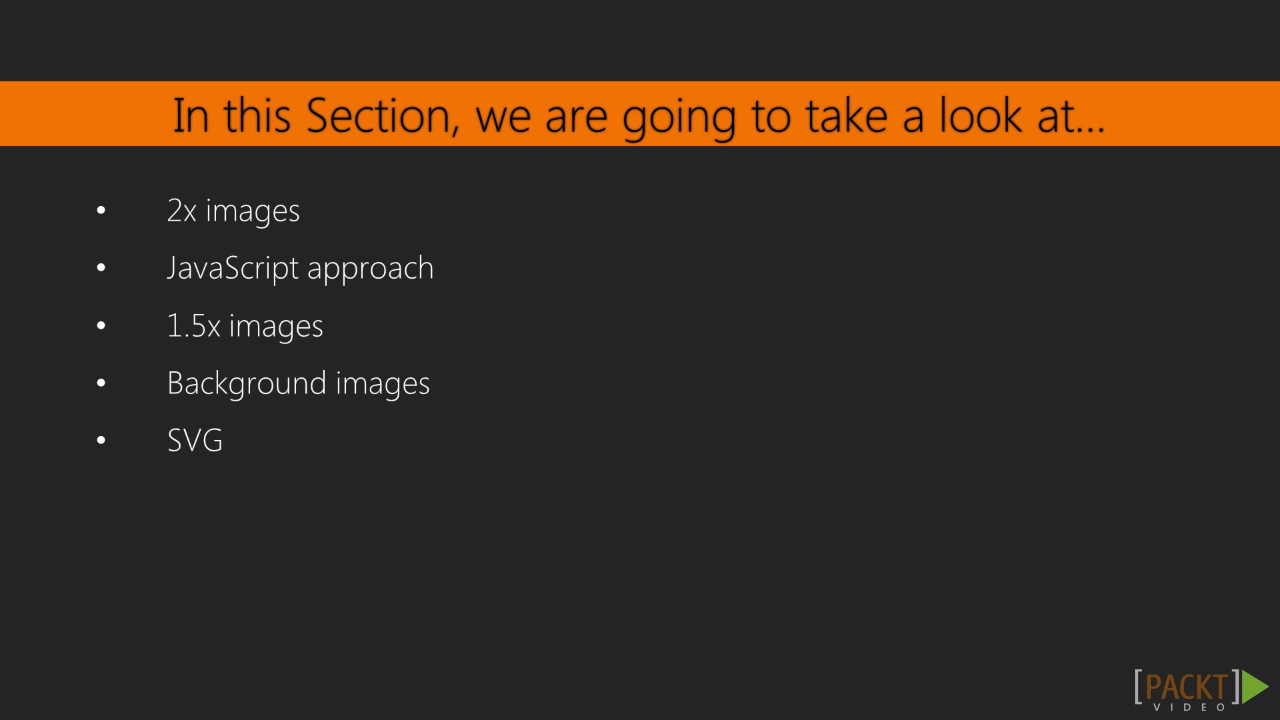 In this Section, we are going to take a look at...
• 2x images
• JavaScript approach
• 1.5x images
• Background images
• SVG
[PACKT]
VIDEO